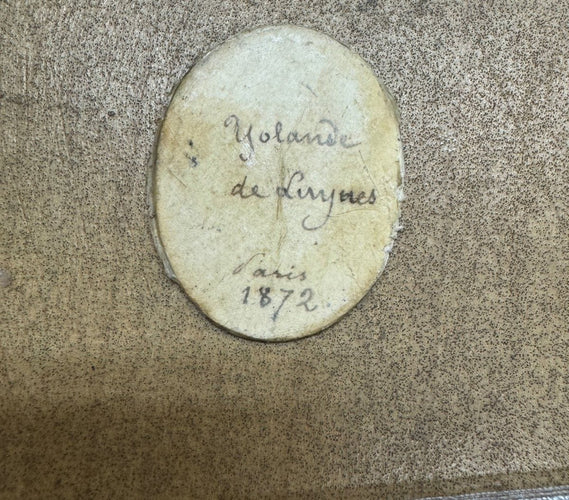 Yolande
de Luynes
Paris
1872